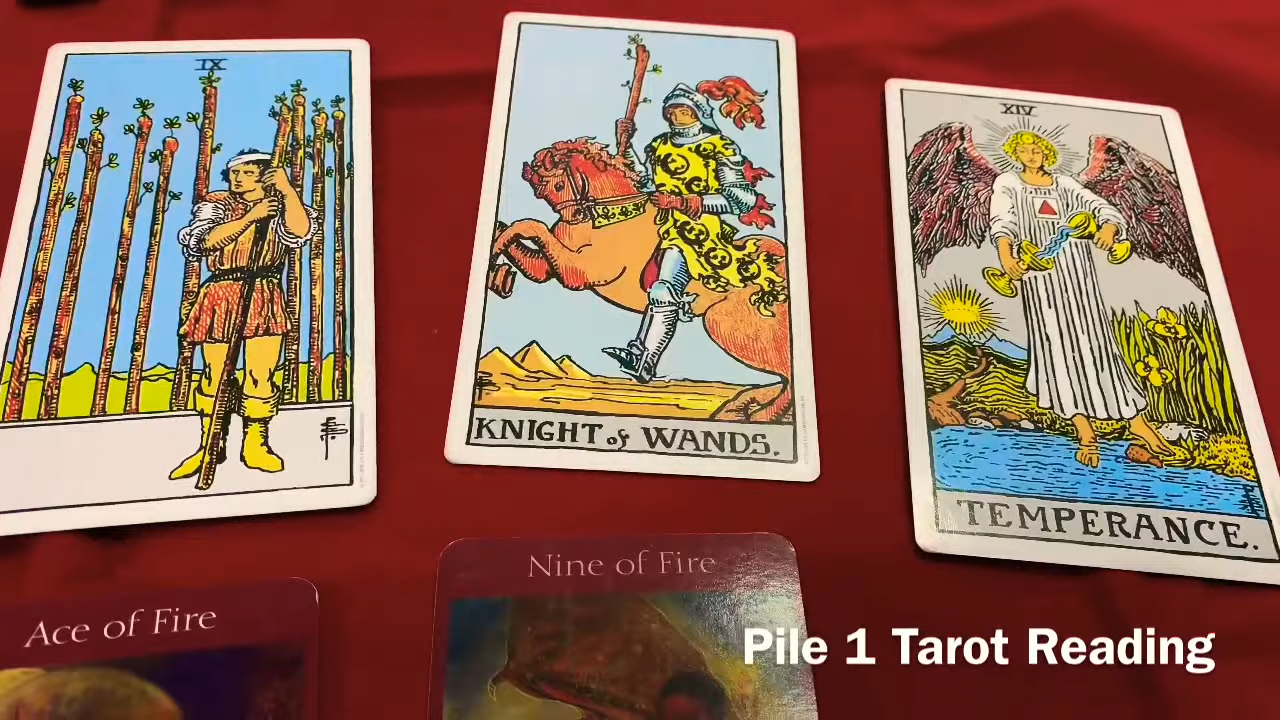 IX
KNIGHT of WANDS.
XIV
TEMPERANCE.
Nine of Fire
Ace of Fire
Pile 1 Tarot Reading